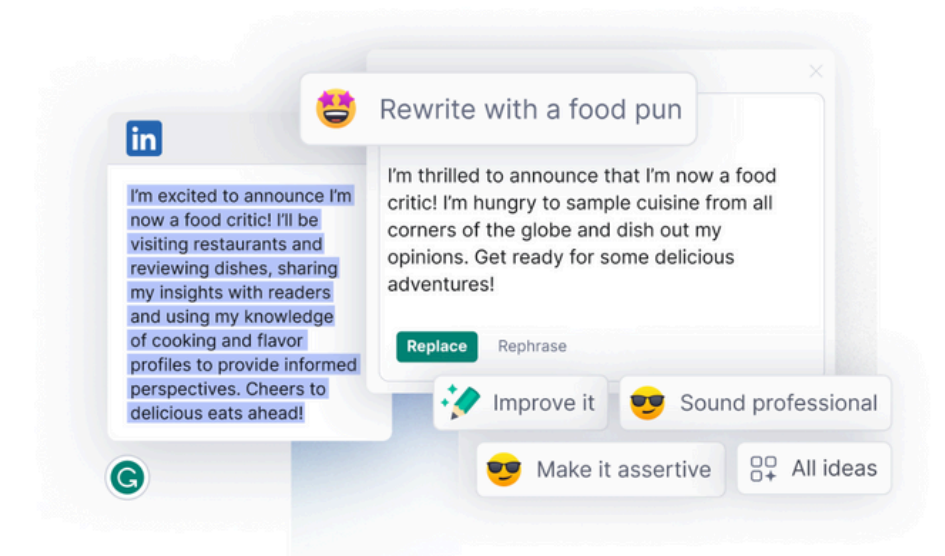 Rewrite with a food pun
in
I'm excited to announce I'm
now a food critic! I'll be
visiting restaurants and
reviewing dishes, sharing
my insights with readers
and using my knowledge
of cooking and flavor
profiles to provide informed
perspectives. Cheers to
delicious eats ahead!
I'm thrilled to announce that I'm now a food
critic! I'm hungry to sample cuisine from all
corners of the globe and dish out my
opinions. Get ready for some delicious
adventures!
Replace Rephrase
Improve it Sound professional
Make it assertive All ideas